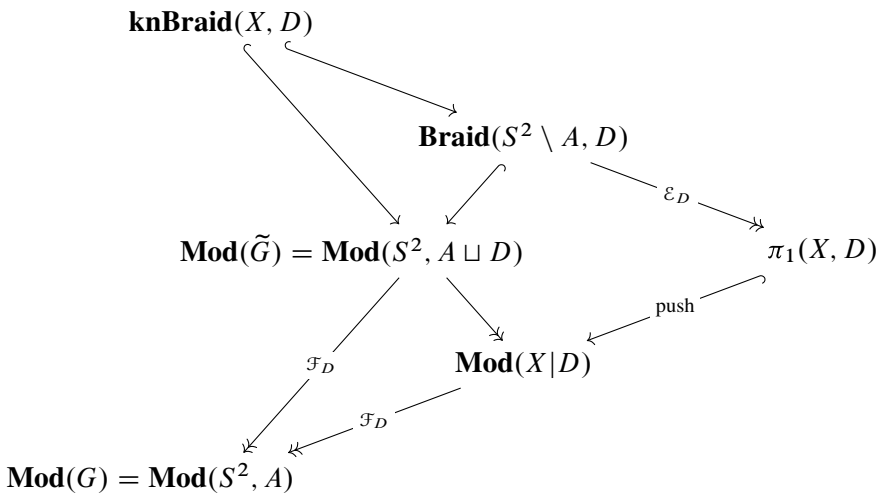 knBraid(X, D)
Braid(S² \ A, D)
ℰ_D
Mod(G̃) = Mod(S², A ⊔ D)
π₁(X, D)
push
ℱ_D
Mod(X|D)
ℱ_D
Mod(G) = Mod(S², A)